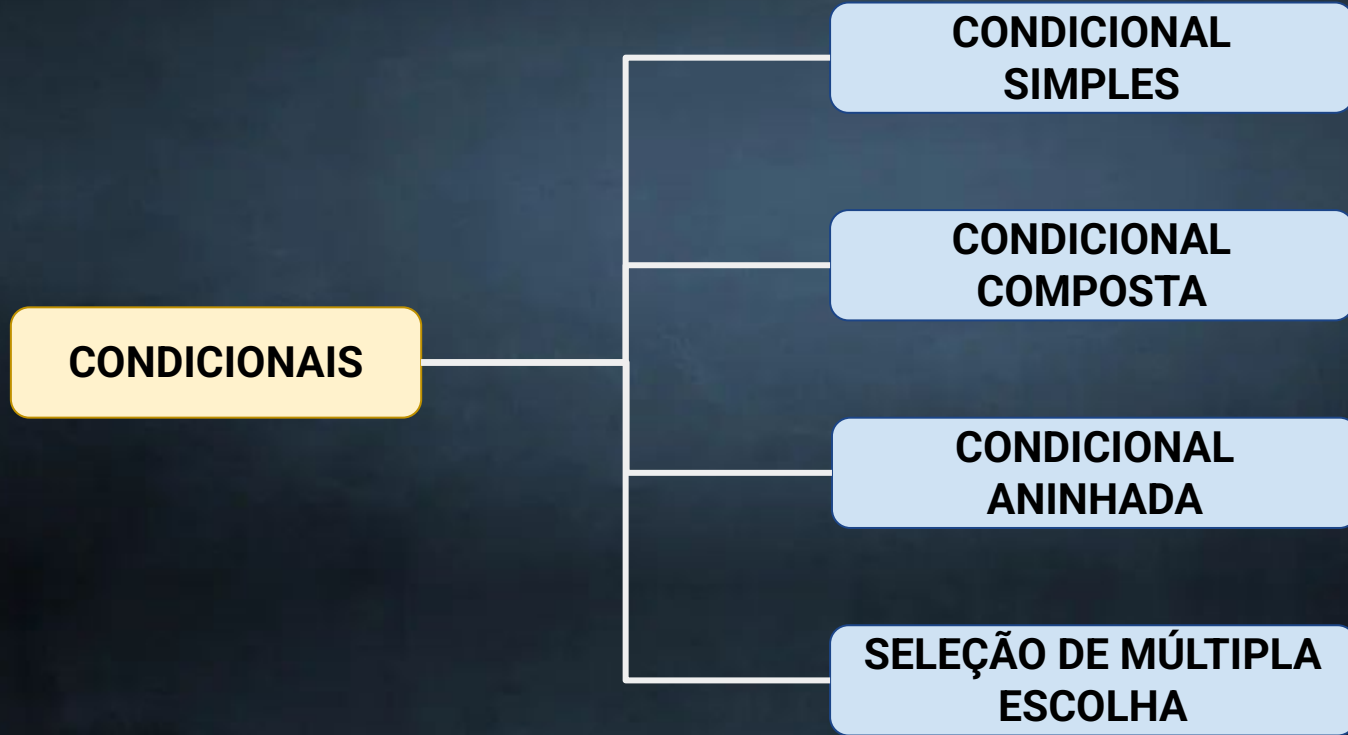 CONDICIONAIS
CONDICIONAL
SIMPLES
CONDICIONAL
COMPOSTA
CONDICIONAL
ANINHADA
SELEÇÃO DE MÚLTIPLA
ESCOLHA